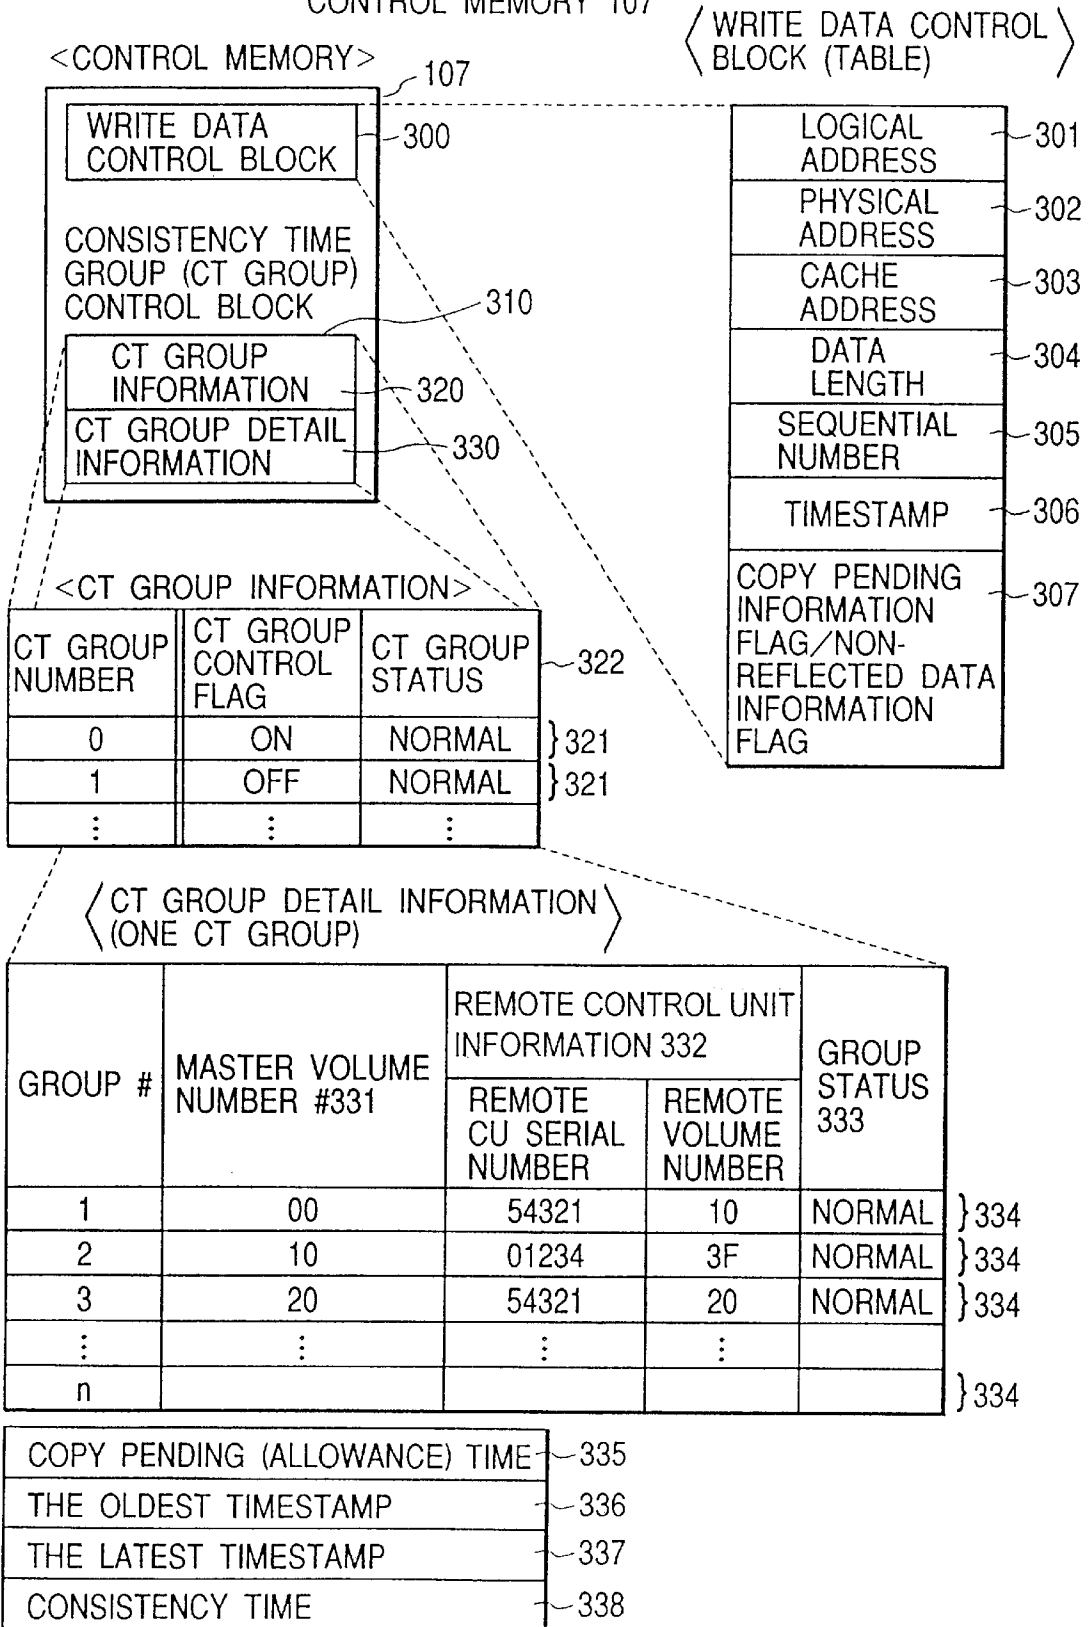 CONTROL MEMORY 107
<CONTROL MEMORY>
107
WRITE DATA
CONTROL BLOCK
300
CONSISTENCY TIME
GROUP (CT GROUP)
CONTROL BLOCK
310
CT GROUP
INFORMATION
320
CT GROUP DETAIL
INFORMATION
330
WRITE DATA CONTROL
BLOCK (TABLE)
LOGICAL
ADDRESS
301
PHYSICAL
ADDRESS
302
CACHE
ADDRESS
303
DATA
LENGTH
304
SEQUENTIAL
NUMBER
305
TIMESTAMP
306
COPY PENDING
INFORMATION
FLAG/NON-
REFLECTED DATA
INFORMATION
FLAG
307
<CT GROUP INFORMATION>
CT GROUP
NUMBER
CT GROUP
CONTROL
FLAG
CT GROUP
STATUS
322
0 ON NORMAL }321
1 OFF NORMAL }321
⋮ ⋮ ⋮
CT GROUP DETAIL INFORMATION
(ONE CT GROUP)
GROUP #
MASTER VOLUME
NUMBER #331
REMOTE CONTROL UNIT
INFORMATION 332
REMOTE
CU SERIAL
NUMBER
REMOTE
VOLUME
NUMBER
GROUP
STATUS
333
1 00 54321 10 NORMAL }334
2 10 01234 3F NORMAL }334
3 20 54321 20 NORMAL }334
⋮ ⋮ ⋮ ⋮
n }334
COPY PENDING (ALLOWANCE) TIME 335
THE OLDEST TIMESTAMP 336
THE LATEST TIMESTAMP 337
CONSISTENCY TIME 338